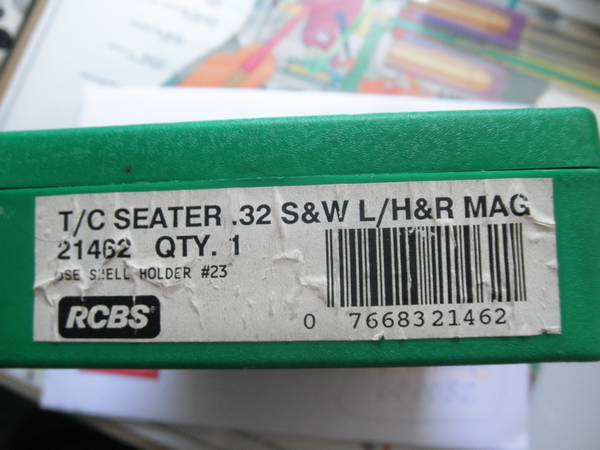 T/C SEATER .32 S&W L/H&R MAG
21462 QTY. 1
USE SHELL HOLDER #23
RCBS
0 7668321462